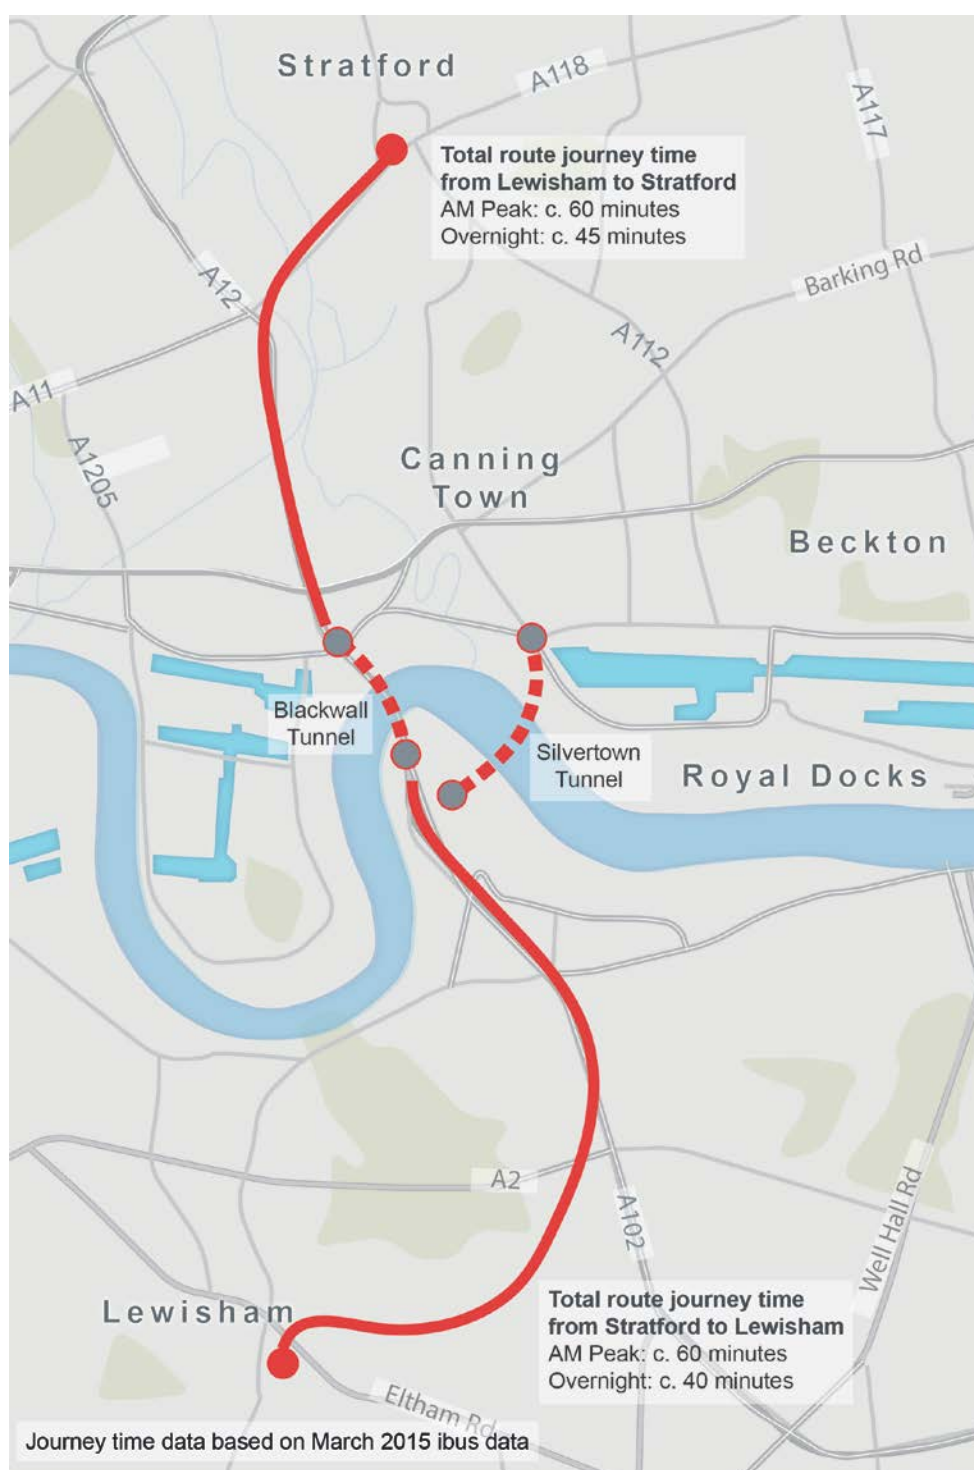 Stratford
A118
A117
Total route journey time
from Lewisham to Stratford
AM Peak: c. 60 minutes
Overnight: c. 45 minutes
Barking Rd
A12
A112
A11
A1205
Canning
Town
Beckton
Blackwall
Tunnel
Silvertown
Tunnel
Royal Docks
A2
A102
Well Hall Rd
Lewisham
Total route journey time
from Stratford to Lewisham
AM Peak: c. 60 minutes
Overnight: c. 40 minutes
Eltham Rd
Journey time data based on March 2015 ibus data